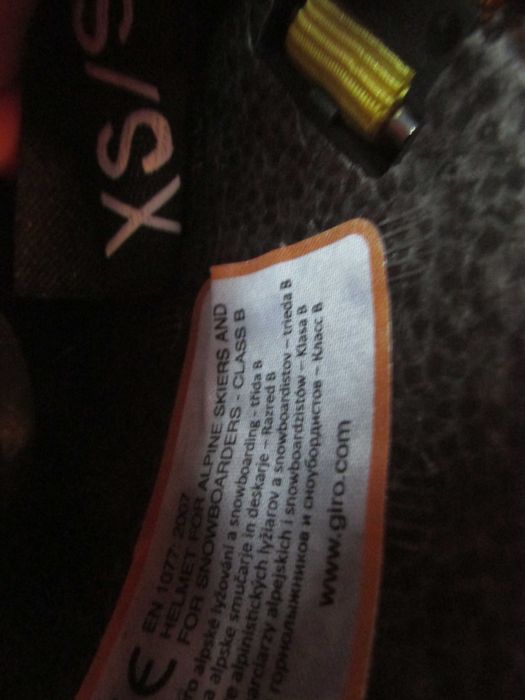 XS/S
CE EN 1077: 2007
HELMET FOR ALPINE SKIERS AND
FOR SNOWBOARDERS - CLASS B
alpské lyžování a snowboarding - třída B
a alpske smučarje in deskarje – Razred B
alpinistických lyžiarov a snowboardistov – trieda B
alpejskich i snowboardzistów – Klasa B
горнолыжников и сноубордистов – Класс B
www.giro.com